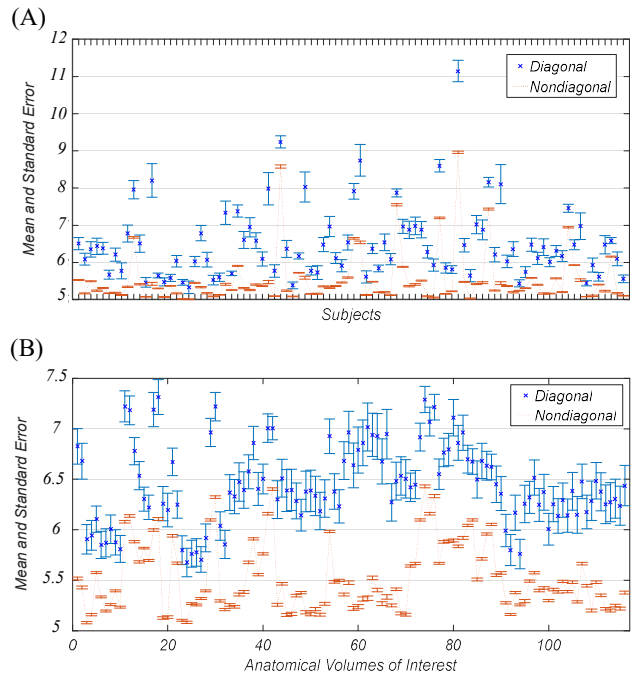 (A)
12
11
10
9
8
7
6
5
Mean and Standard Error
Diagonal
Nondiagonal
Subjects
(B)
7.5
7
6.5
6
5.5
5
Mean and Standard Error
Diagonal
Nondiagonal
0
20
40
60
80
100
Anatomical Volumes of Interest